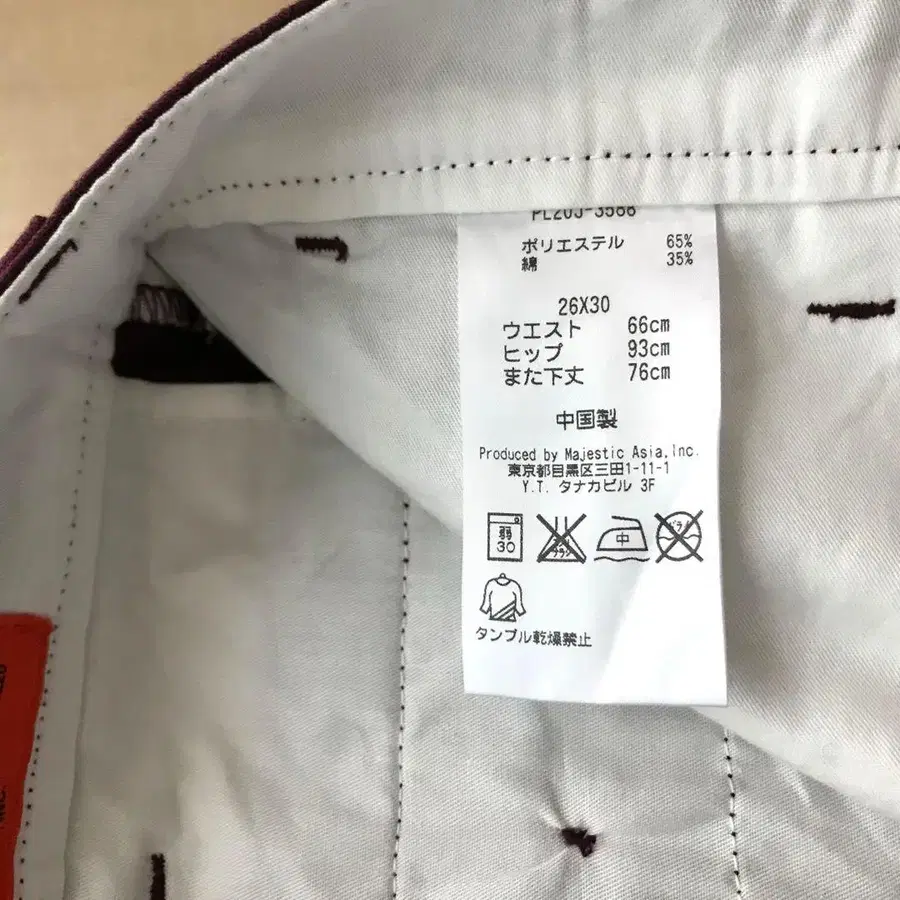 PL20J-3588
ポリエステル 65%
綿 35%
26X30
ウエスト 66cm
ヒップ 93cm
また下丈 76cm
中国製
Produced by Majestic Asia,Inc.
東京都目黒区三田1-11-1
Y.T. タナカビル 3F
弱
30
中
タンブル乾燥禁止
INC.